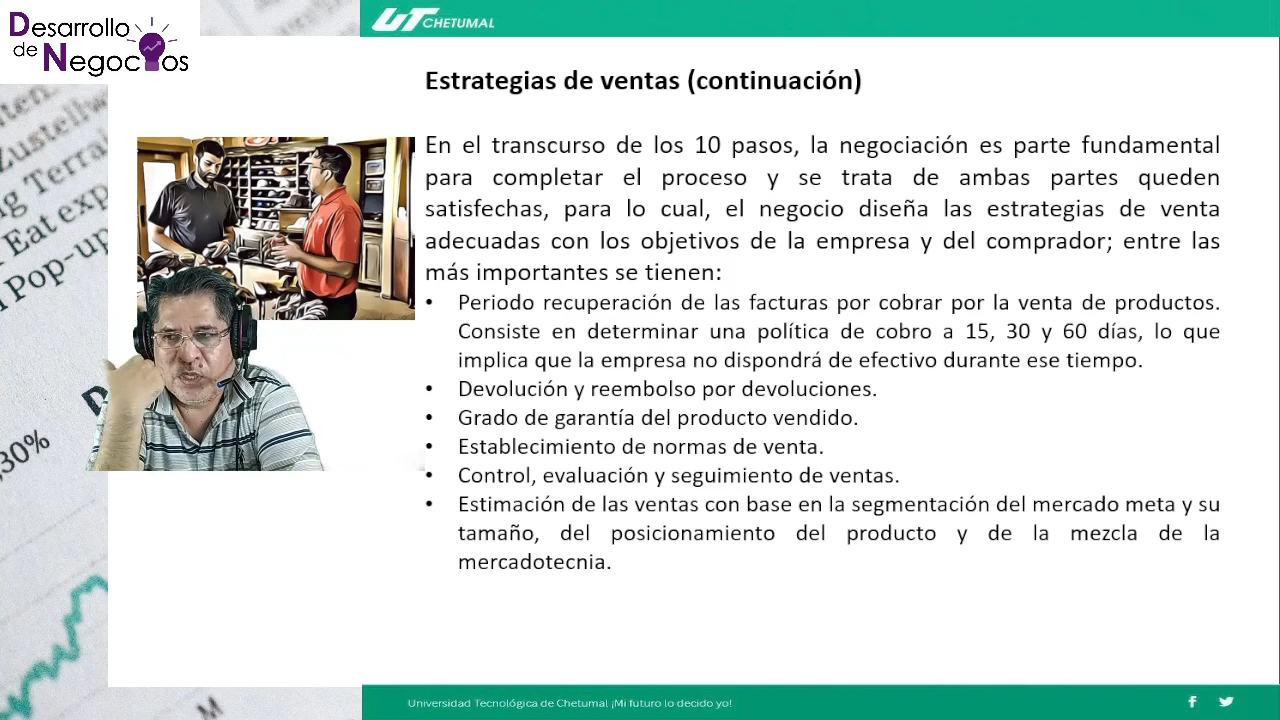 Desarrollo
de Negocios
UT CHETUMAL
Estrategias de ventas (continuación)
En el transcurso de los 10 pasos, la negociación es parte fundamental
para completar el proceso y se trata de ambas partes queden
satisfechas, para lo cual, el negocio diseña las estrategias de venta
adecuadas con los objetivos de la empresa y del comprador; entre las
más importantes se tienen:
• Periodo recuperación de las facturas por cobrar por la venta de productos.
Consiste en determinar una política de cobro a 15, 30 y 60 días, lo que
implica que la empresa no dispondrá de efectivo durante ese tiempo.
• Devolución y reembolso por devoluciones.
• Grado de garantía del producto vendido.
• Establecimiento de normas de venta.
• Control, evaluación y seguimiento de ventas.
• Estimación de las ventas con base en la segmentación del mercado meta y su
tamaño, del posicionamiento del producto y de la mezcla de la
mercadotecnia.
Zustell
Eat exp
Pop-up
,30%
M
Universidad Tecnológica de Chetumal ¡Mi futuro lo decido yo!